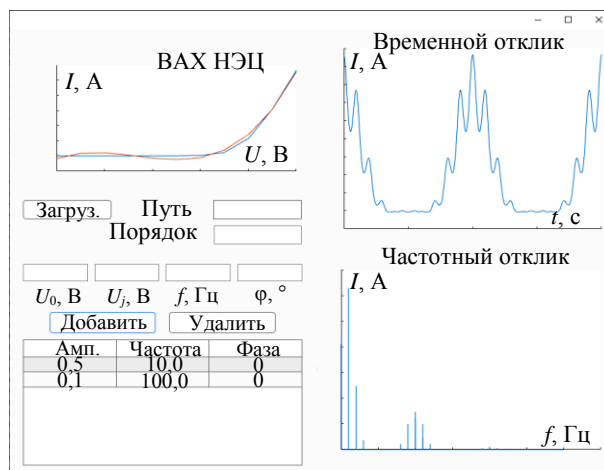 ВАХ НЭЦ
I, А
U, В
Загруз. Путь
Порядок
U₀, В Uⱼ, В f, Гц φ, °
Добавить Удалить
Амп. Частота Фаза
0,5 10,0 0
0,1 100,0 0
Временной отклик
I, А
t, с
Частотный отклик
I, А
f, Гц